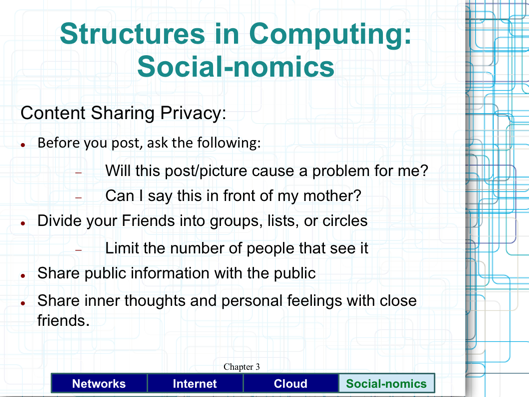 Structures in Computing:
Social-nomics
Content Sharing Privacy:
● Before you post, ask the following:
– Will this post/picture cause a problem for me?
– Can I say this in front of my mother?
● Divide your Friends into groups, lists, or circles
– Limit the number of people that see it
● Share public information with the public
● Share inner thoughts and personal feelings with close
friends.
Chapter 3
Networks Internet Cloud Social-nomics